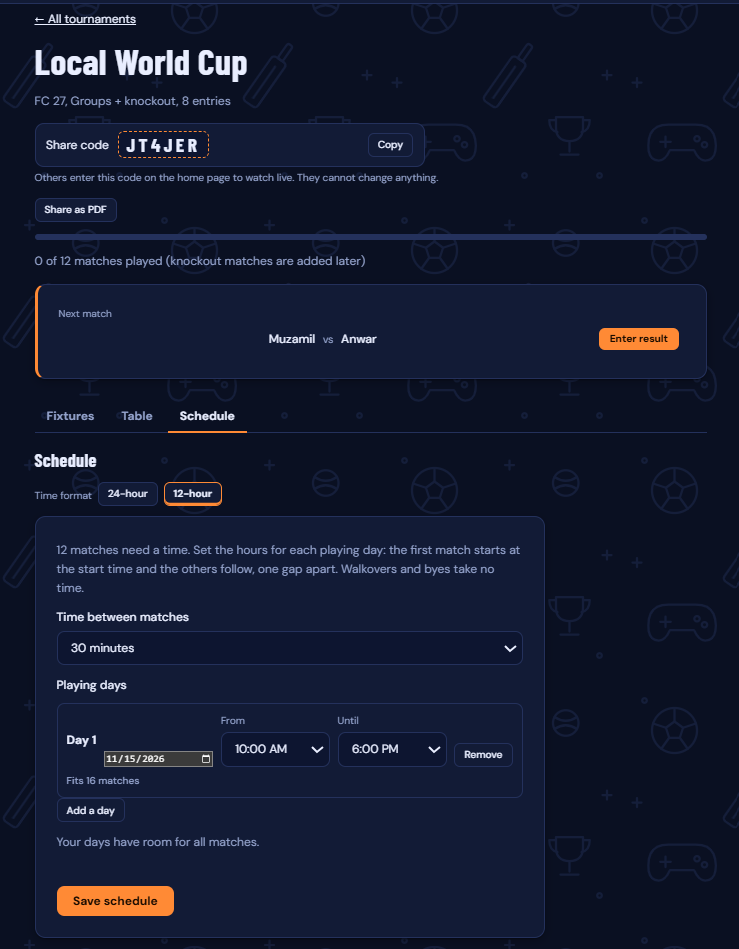 ← All tournaments
Local World Cup
FC 27, Groups + knockout, 8 entries
Share code JT4JER Copy
Others enter this code on the home page to watch live. They cannot change anything.
Share as PDF
0 of 12 matches played (knockout matches are added later)
Next match
Muzamil vs Anwar Enter result
Fixtures Table Schedule
Schedule
Time format 24-hour 12-hour
12 matches need a time. Set the hours for each playing day: the first match starts at
the start time and the others follow, one gap apart. Walkovers and byes take no
time.
Time between matches
30 minutes
Playing days
From Until
Day 1 11/15/2026 10:00 AM 6:00 PM Remove
Fits 16 matches
Add a day
Your days have room for all matches.
Save schedule